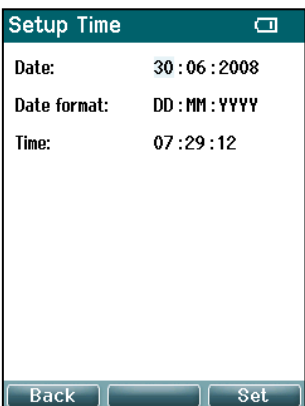 Setup Time
Date: 30 : 06 : 2008
Date format: DD : MM : YYYY
Time: 07 : 29 : 12
Back Set